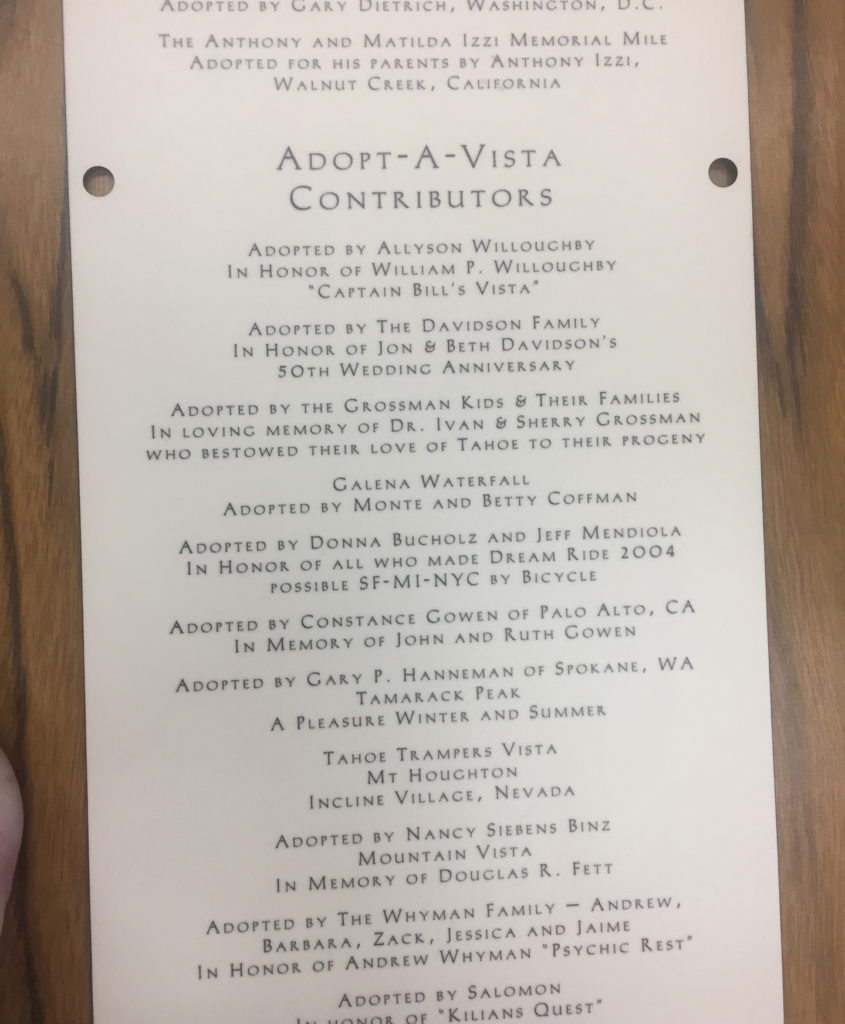 Adopted by Gary Dietrich, Washington, D.C.
The Anthony and Matilda Izzi Memorial Mile
Adopted for his parents by Anthony Izzi,
Walnut Creek, California
Adopt-A-Vista
Contributors
Adopted by Allyson Willoughby
In Honor of William P. Willoughby
"Captain Bill's Vista"
Adopted by The Davidson Family
In Honor of Jon & Beth Davidson's
50th Wedding Anniversary
Adopted by the Grossman Kids & Their Families
In loving memory of Dr. Ivan & Sherry Grossman
who bestowed their love of Tahoe to their progeny
Galena Waterfall
Adopted by Monte and Betty Coffman
Adopted by Donna Bucholz and Jeff Mendiola
In Honor of all who made Dream Ride 2004
possible SF-MI-NYC by Bicycle
Adopted by Constance Gowen of Palo Alto, CA
In Memory of John and Ruth Gowen
Adopted by Gary P. Hanneman of Spokane, WA
Tamarack Peak
A Pleasure Winter and Summer
Tahoe Trampers Vista
Mt Houghton
Incline Village, Nevada
Adopted by Nancy Siebens Binz
Mountain Vista
In Memory of Douglas R. Fett
Adopted by The Whyman Family – Andrew,
Barbara, Zack, Jessica and Jaime
In Honor of Andrew Whyman "Psychic Rest"
Adopted by Salomon
In honor of "Kilians Quest"